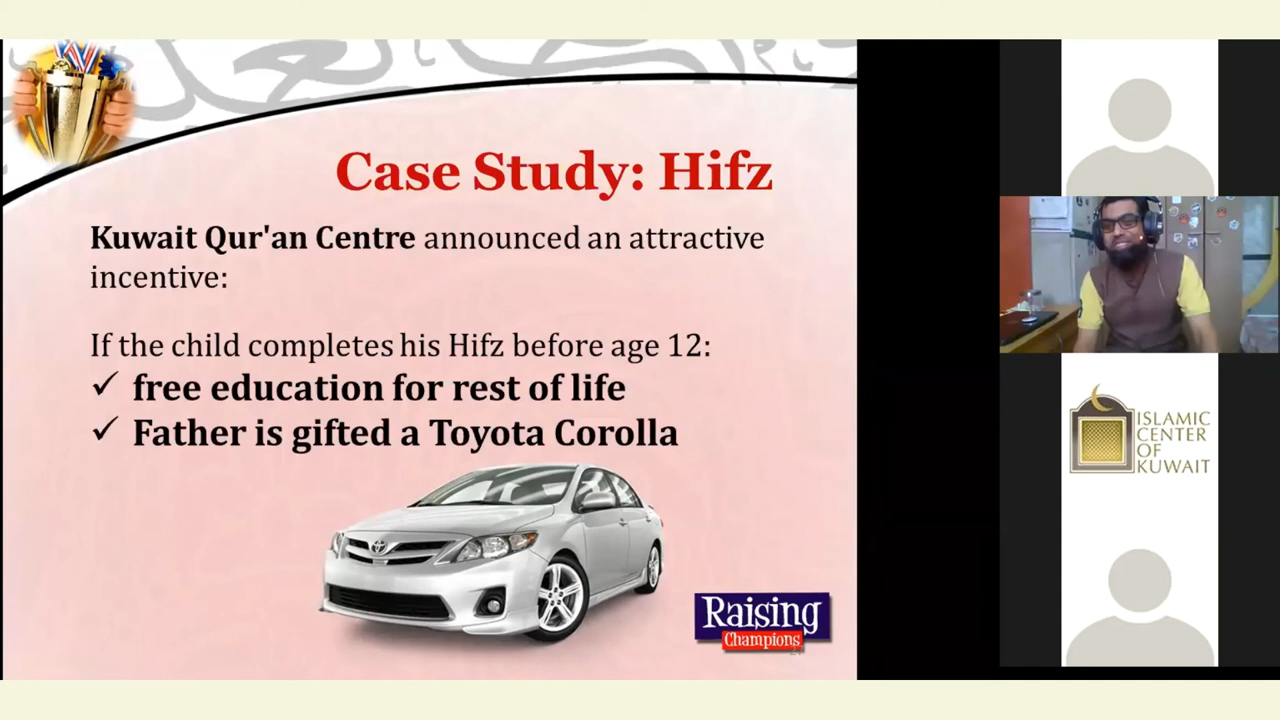 Case Study: Hifz
Kuwait Qur'an Centre announced an attractive
incentive:
If the child completes his Hifz before age 12:
✓ free education for rest of life
✓ Father is gifted a Toyota Corolla
Raising
Champions
ISLAMIC
CENTER
OF
KUWAIT